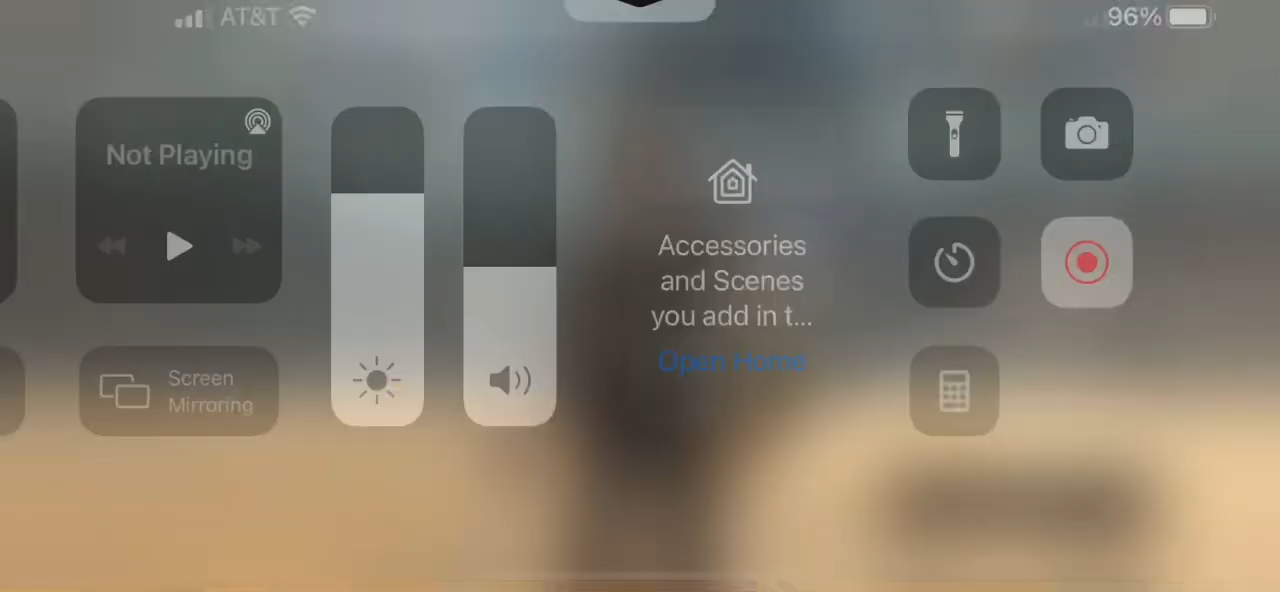 AT&T
96%
Not Playing
Screen
Mirroring
Accessories
and Scenes
you add in t...
Open Home